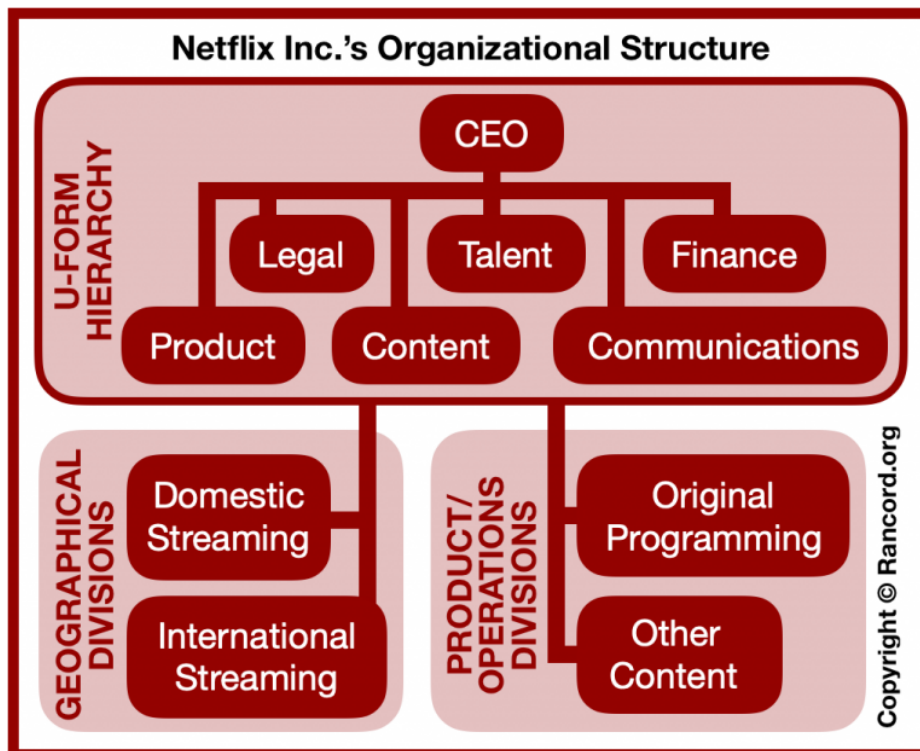 Netflix Inc.'s Organizational Structure
U-FORM
HIERARCHY
CEO
Legal
Talent
Finance
Product
Content
Communications
GEOGRAPHICAL
DIVISIONS
Domestic
Streaming
International
Streaming
PRODUCT/
OPERATIONS
DIVISIONS
Original
Programming
Other
Content
Copyright © Rancord.org